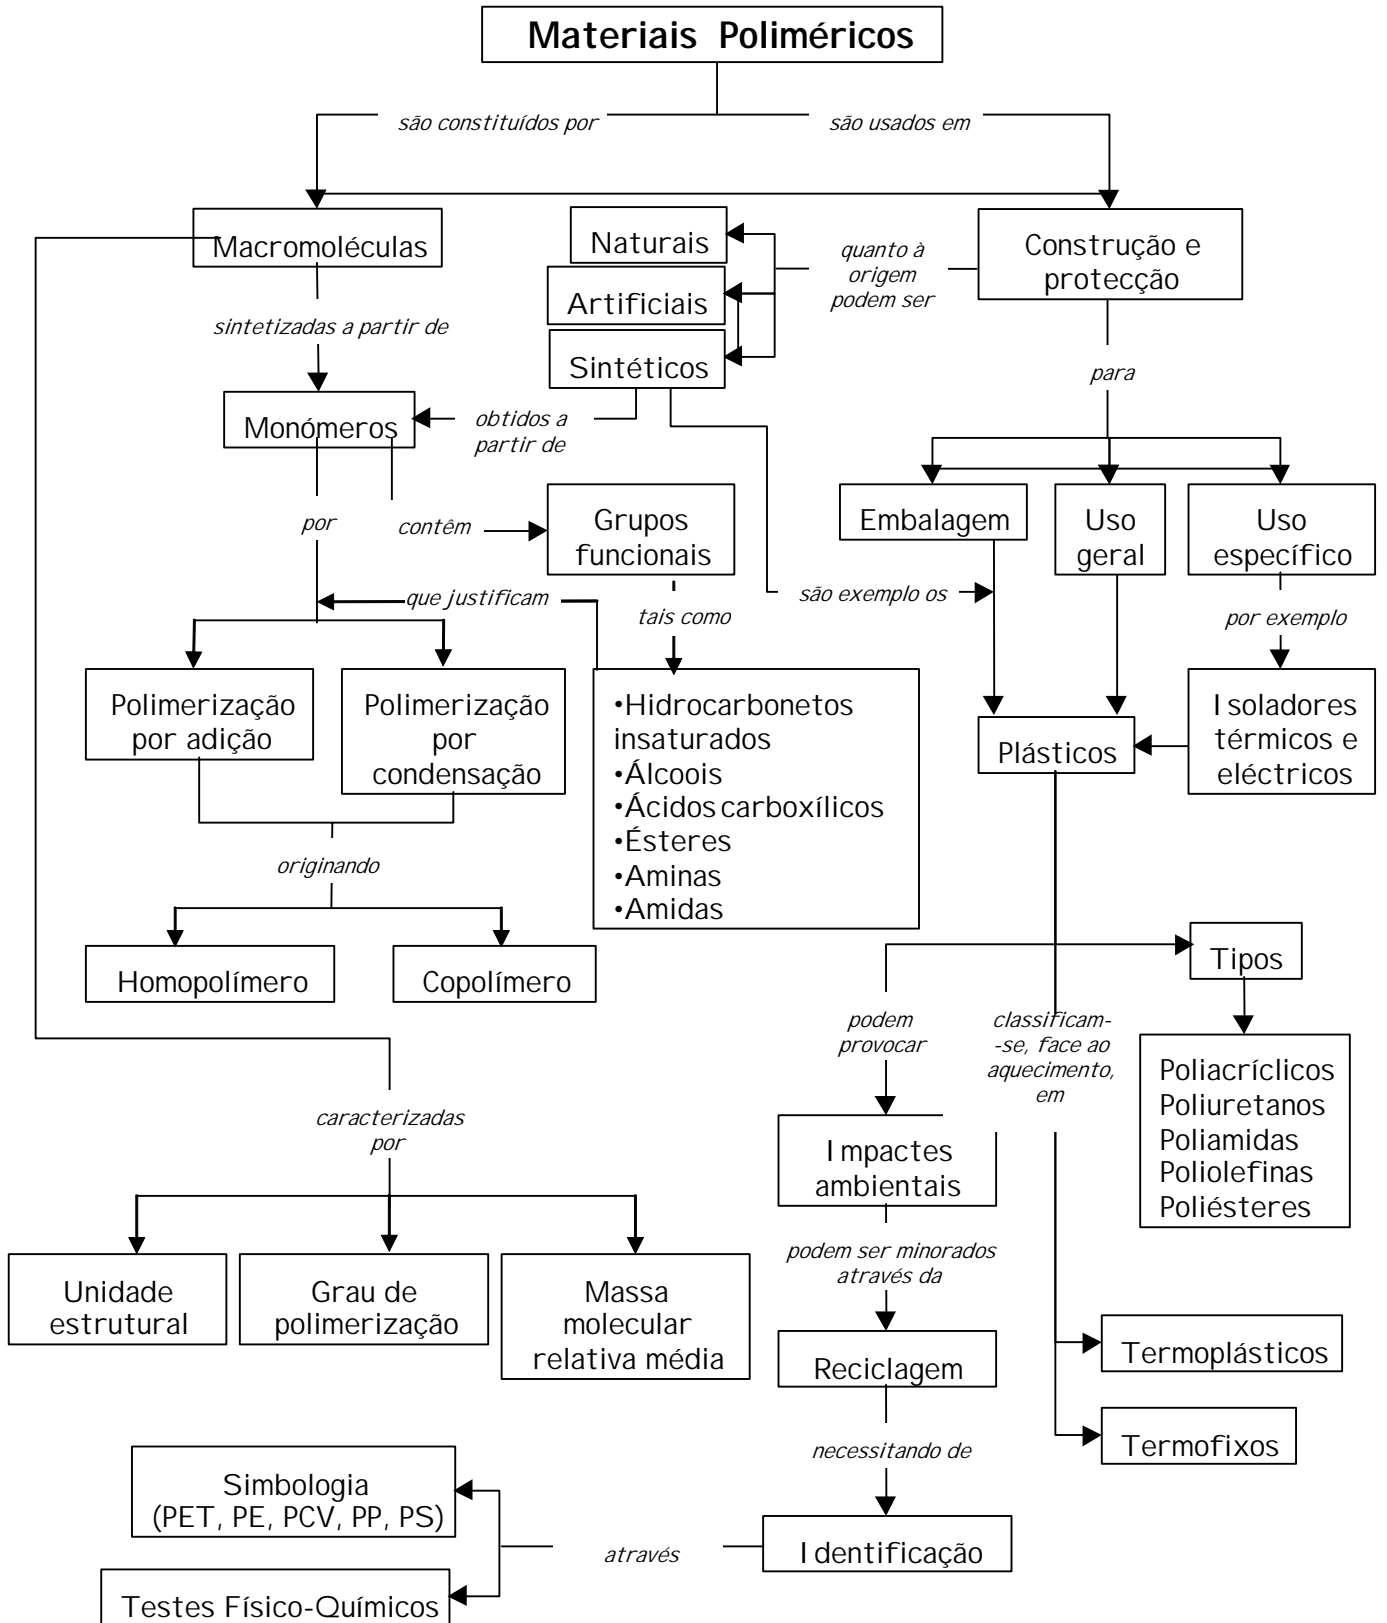 Materiais Poliméricos
são constituídos por
são usados em
Macromoléculas
Naturais
Artificiais
Sintéticos
quanto à
origem
podem ser
Construção e
protecção
sintetizadas a partir de
para
Monómeros
obtidos a
partir de
por
contêm
Grupos
funcionais
Embalagem
Uso
geral
Uso
específico
que justificam
tais como
são exemplo os
por exemplo
Polimerização
por adição
Polimerização
por
condensação
•Hidrocarbonetos
insaturados
•Álcoois
•Ácidos carboxílicos
•Ésteres
•Aminas
•Amidas
Plásticos
Isoladores
térmicos e
eléctricos
originando
Homopolímero
Copolímero
Tipos
podem
provocar
classificam-
-se, face ao
aquecimento,
em
Poliacríclicos
Poliuretanos
Poliamidas
Poliolefinas
Poliésteres
caracterizadas
por
Impactes
ambientais
podem ser minorados
através da
Unidade
estrutural
Grau de
polimerização
Massa
molecular
relativa média
Reciclagem
Termoplásticos
Termofixos
necessitando de
Simbologia
(PET, PE, PCV, PP, PS)
através
Identificação
Testes Físico-Químicos